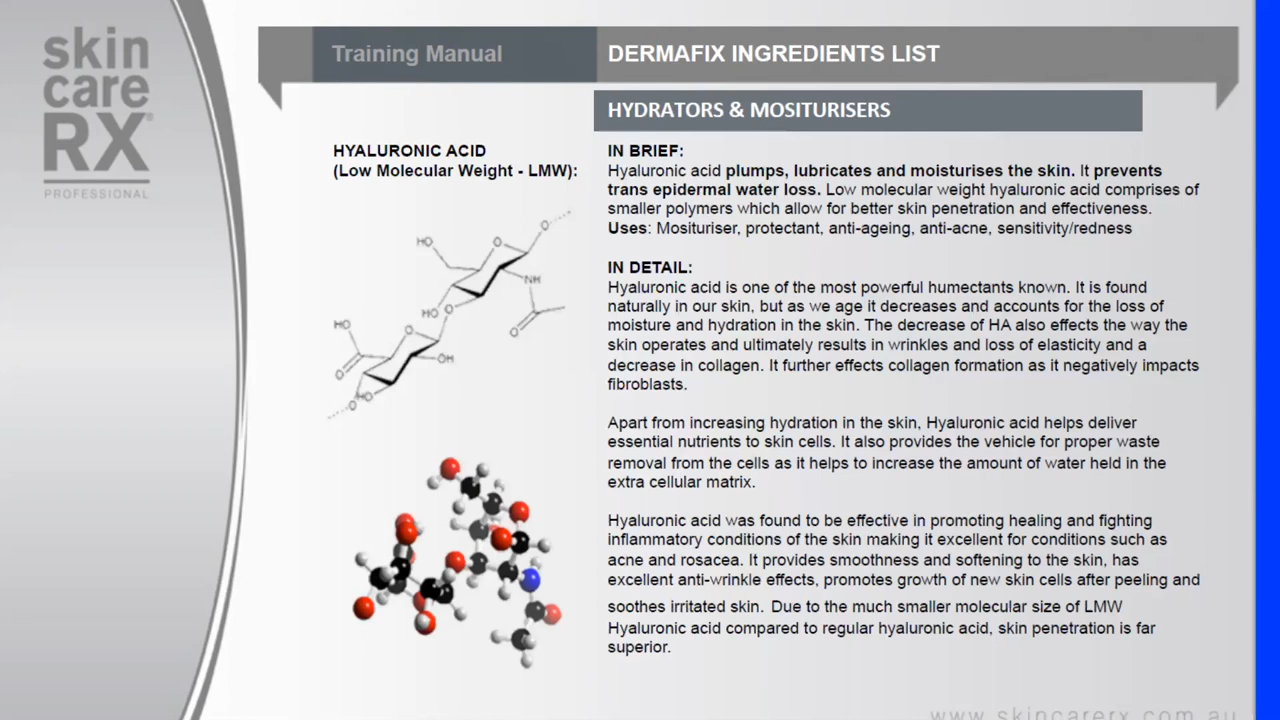 skin
care
RX®
PROFESSIONAL
Training Manual
DERMAFIX INGREDIENTS LIST
HYDRATORS & MOSITURISERS
HYALURONIC ACID
(Low Molecular Weight - LMW):
HO
O
O
NH
HO
O
O
HO
O
O
OH
O
HO
O
IN BRIEF:
Hyaluronic acid plumps, lubricates and moisturises the skin. It prevents
trans epidermal water loss. Low molecular weight hyaluronic acid comprises of
smaller polymers which allow for better skin penetration and effectiveness.
Uses: Mosituriser, protectant, anti-ageing, anti-acne, sensitivity/redness
IN DETAIL:
Hyaluronic acid is one of the most powerful humectants known. It is found
naturally in our skin, but as we age it decreases and accounts for the loss of
moisture and hydration in the skin. The decrease of HA also effects the way the
skin operates and ultimately results in wrinkles and loss of elasticity and a
decrease in collagen. It further effects collagen formation as it negatively impacts
fibroblasts.
Apart from increasing hydration in the skin, Hyaluronic acid helps deliver
essential nutrients to skin cells. It also provides the vehicle for proper waste
removal from the cells as it helps to increase the amount of water held in the
extra cellular matrix.
Hyaluronic acid was found to be effective in promoting healing and fighting
inflammatory conditions of the skin making it excellent for conditions such as
acne and rosacea. It provides smoothness and softening to the skin, has
excellent anti-wrinkle effects, promotes growth of new skin cells after peeling and
soothes irritated skin. Due to the much smaller molecular size of LMW
Hyaluronic acid compared to regular hyaluronic acid, skin penetration is far
superior.
www.skincarerx.com.au